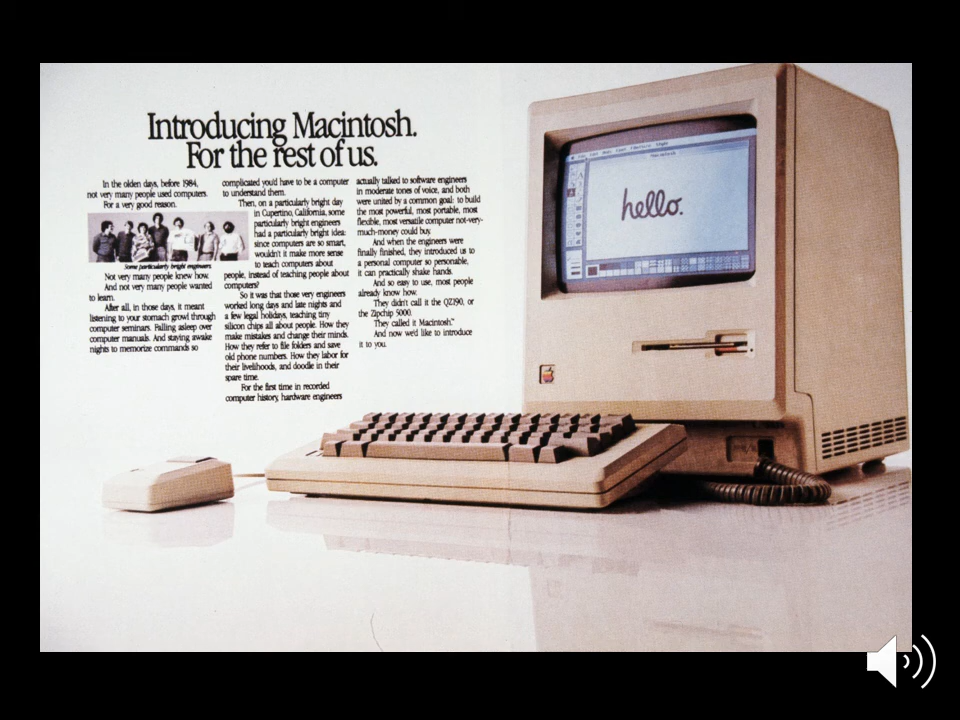 Introducing Macintosh.
For the rest of us.
In the olden days, before 1984,
not very many people used computers.
For a very good reason.
Some particularly bright engineers.
Not very many people knew how.
And not very many people wanted
to learn.
After all, in those days, it meant
listening to your stomach growl through
computer seminars. Falling asleep over
computer manuals. And staying awake
nights to memorize commands so
complicated you'd have to be a computer
to understand them.
Then, on a particularly bright day
in Cupertino, California, some
particularly bright engineers
had a particularly bright idea:
since computers are so smart,
wouldn't it make more sense
to teach computers about
people, instead of teaching people about
computers?
So it was that those very engineers
worked long days and late nights and
a few legal holidays, teaching tiny
silicon chips all about people. How they
make mistakes and change their minds.
How they refer to file folders and save
old phone numbers. How they labor for
their livelihoods, and doodle in their
spare time.
For the first time in recorded
computer history, hardware engineers
actually talked to software engineers
in moderate tones of voice, and both
were united by a common goal: to build
the most powerful, most portable, most
flexible, most versatile computer not-very-
much-money could buy.
And when the engineers were
finally finished, they introduced us to
a personal computer so personable,
it can practically shake hands.
And so easy to use, most people
already know how.
They didn't call it the QZ190, or
the Zipchip 5000.
They called it Macintosh.™
And now we'd like to introduce
it to you.
hello.